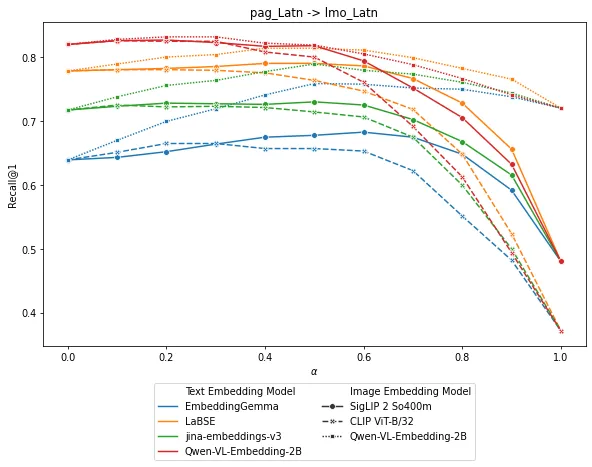 pag_Latn -> lmo_Latn
Recall@1
0.8
0.7
0.6
0.5
0.4
0.0
0.2
0.4
0.6
0.8
1.0
α
Text Embedding Model
EmbeddingGemma
LaBSE
jina-embeddings-v3
Qwen-VL-Embedding-2B
Image Embedding Model
SigLIP 2 So400m
CLIP ViT-B/32
Qwen-VL-Embedding-2B